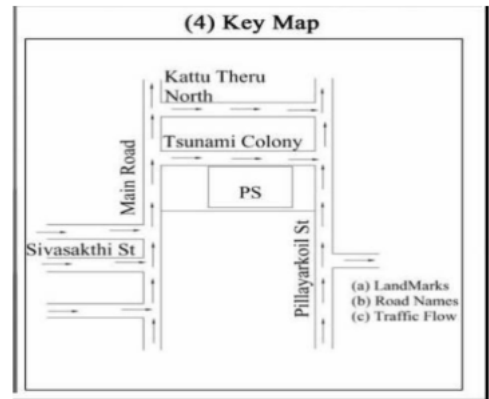 (4) Key Map
Kattu Theru
North
Tsunami Colony
Main Road
PS
Sivasakthi St
Pillayarkoil St
(a) LandMarks
(b) Road Names
(c) Traffic Flow